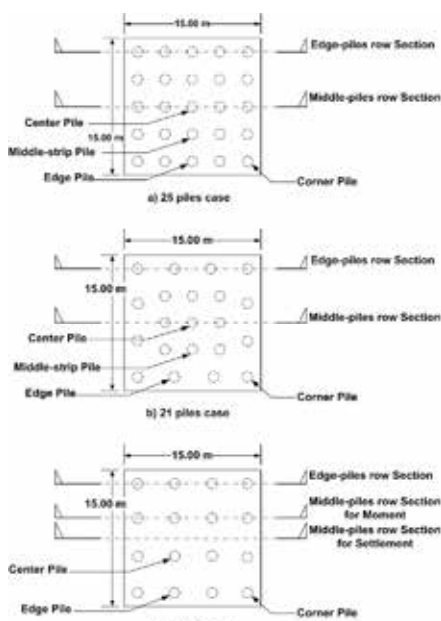 15.00 m
Edge-piles row Section
Middle-piles row Section
Center Pile
15.00 m
Middle-strip Pile
Edge Pile
Corner Pile
a) 25 piles case
15.00 m
Edge-piles row Section
15.00 m
Middle-piles row Section
Center Pile
Middle-strip Pile
Edge Pile
Corner Pile
b) 21 piles case
15.00 m
Edge-piles row Section
15.00 m
Middle-piles row Section
for Moment
Middle-piles row Section
for Settlement
Center Pile
Edge Pile
Corner Pile